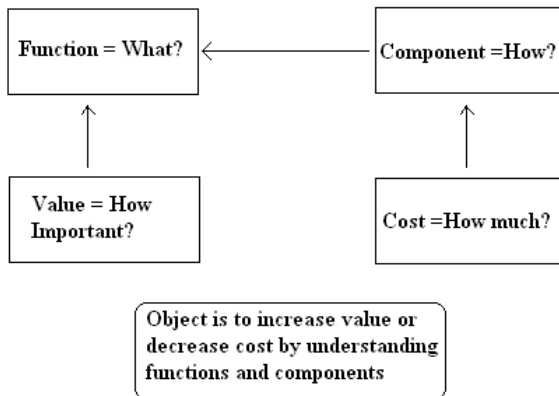 Function = What?
Component =How?
Value = How
Important?
Cost =How much?
Object is to increase value or
decrease cost by understanding
functions and components